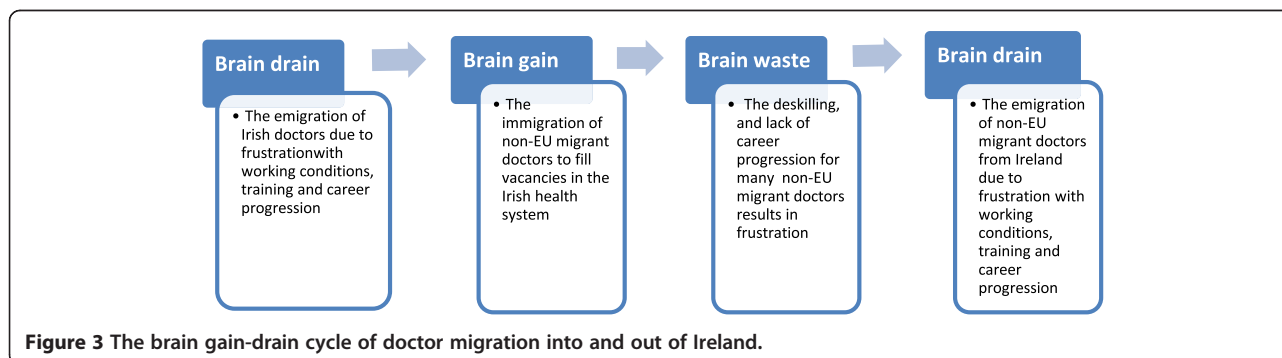 Brain drain
• The emigration of
Irish doctors due to
frustrationwith
working conditions,
training and career
progression
Brain gain
• The
immigration of
non-EU migrant
doctors to fill
vacancies in the
Irish health
system
Brain waste
• The deskilling,
and lack of
career
progression for
many non-EU
migrant doctors
results in
frustration
Brain drain
• The emigration
of non-EU
migrant doctors
from Ireland
due to
frustration with
working
conditions,
training and
career
progression
Figure 3 The brain gain-drain cycle of doctor migration into and out of Ireland.